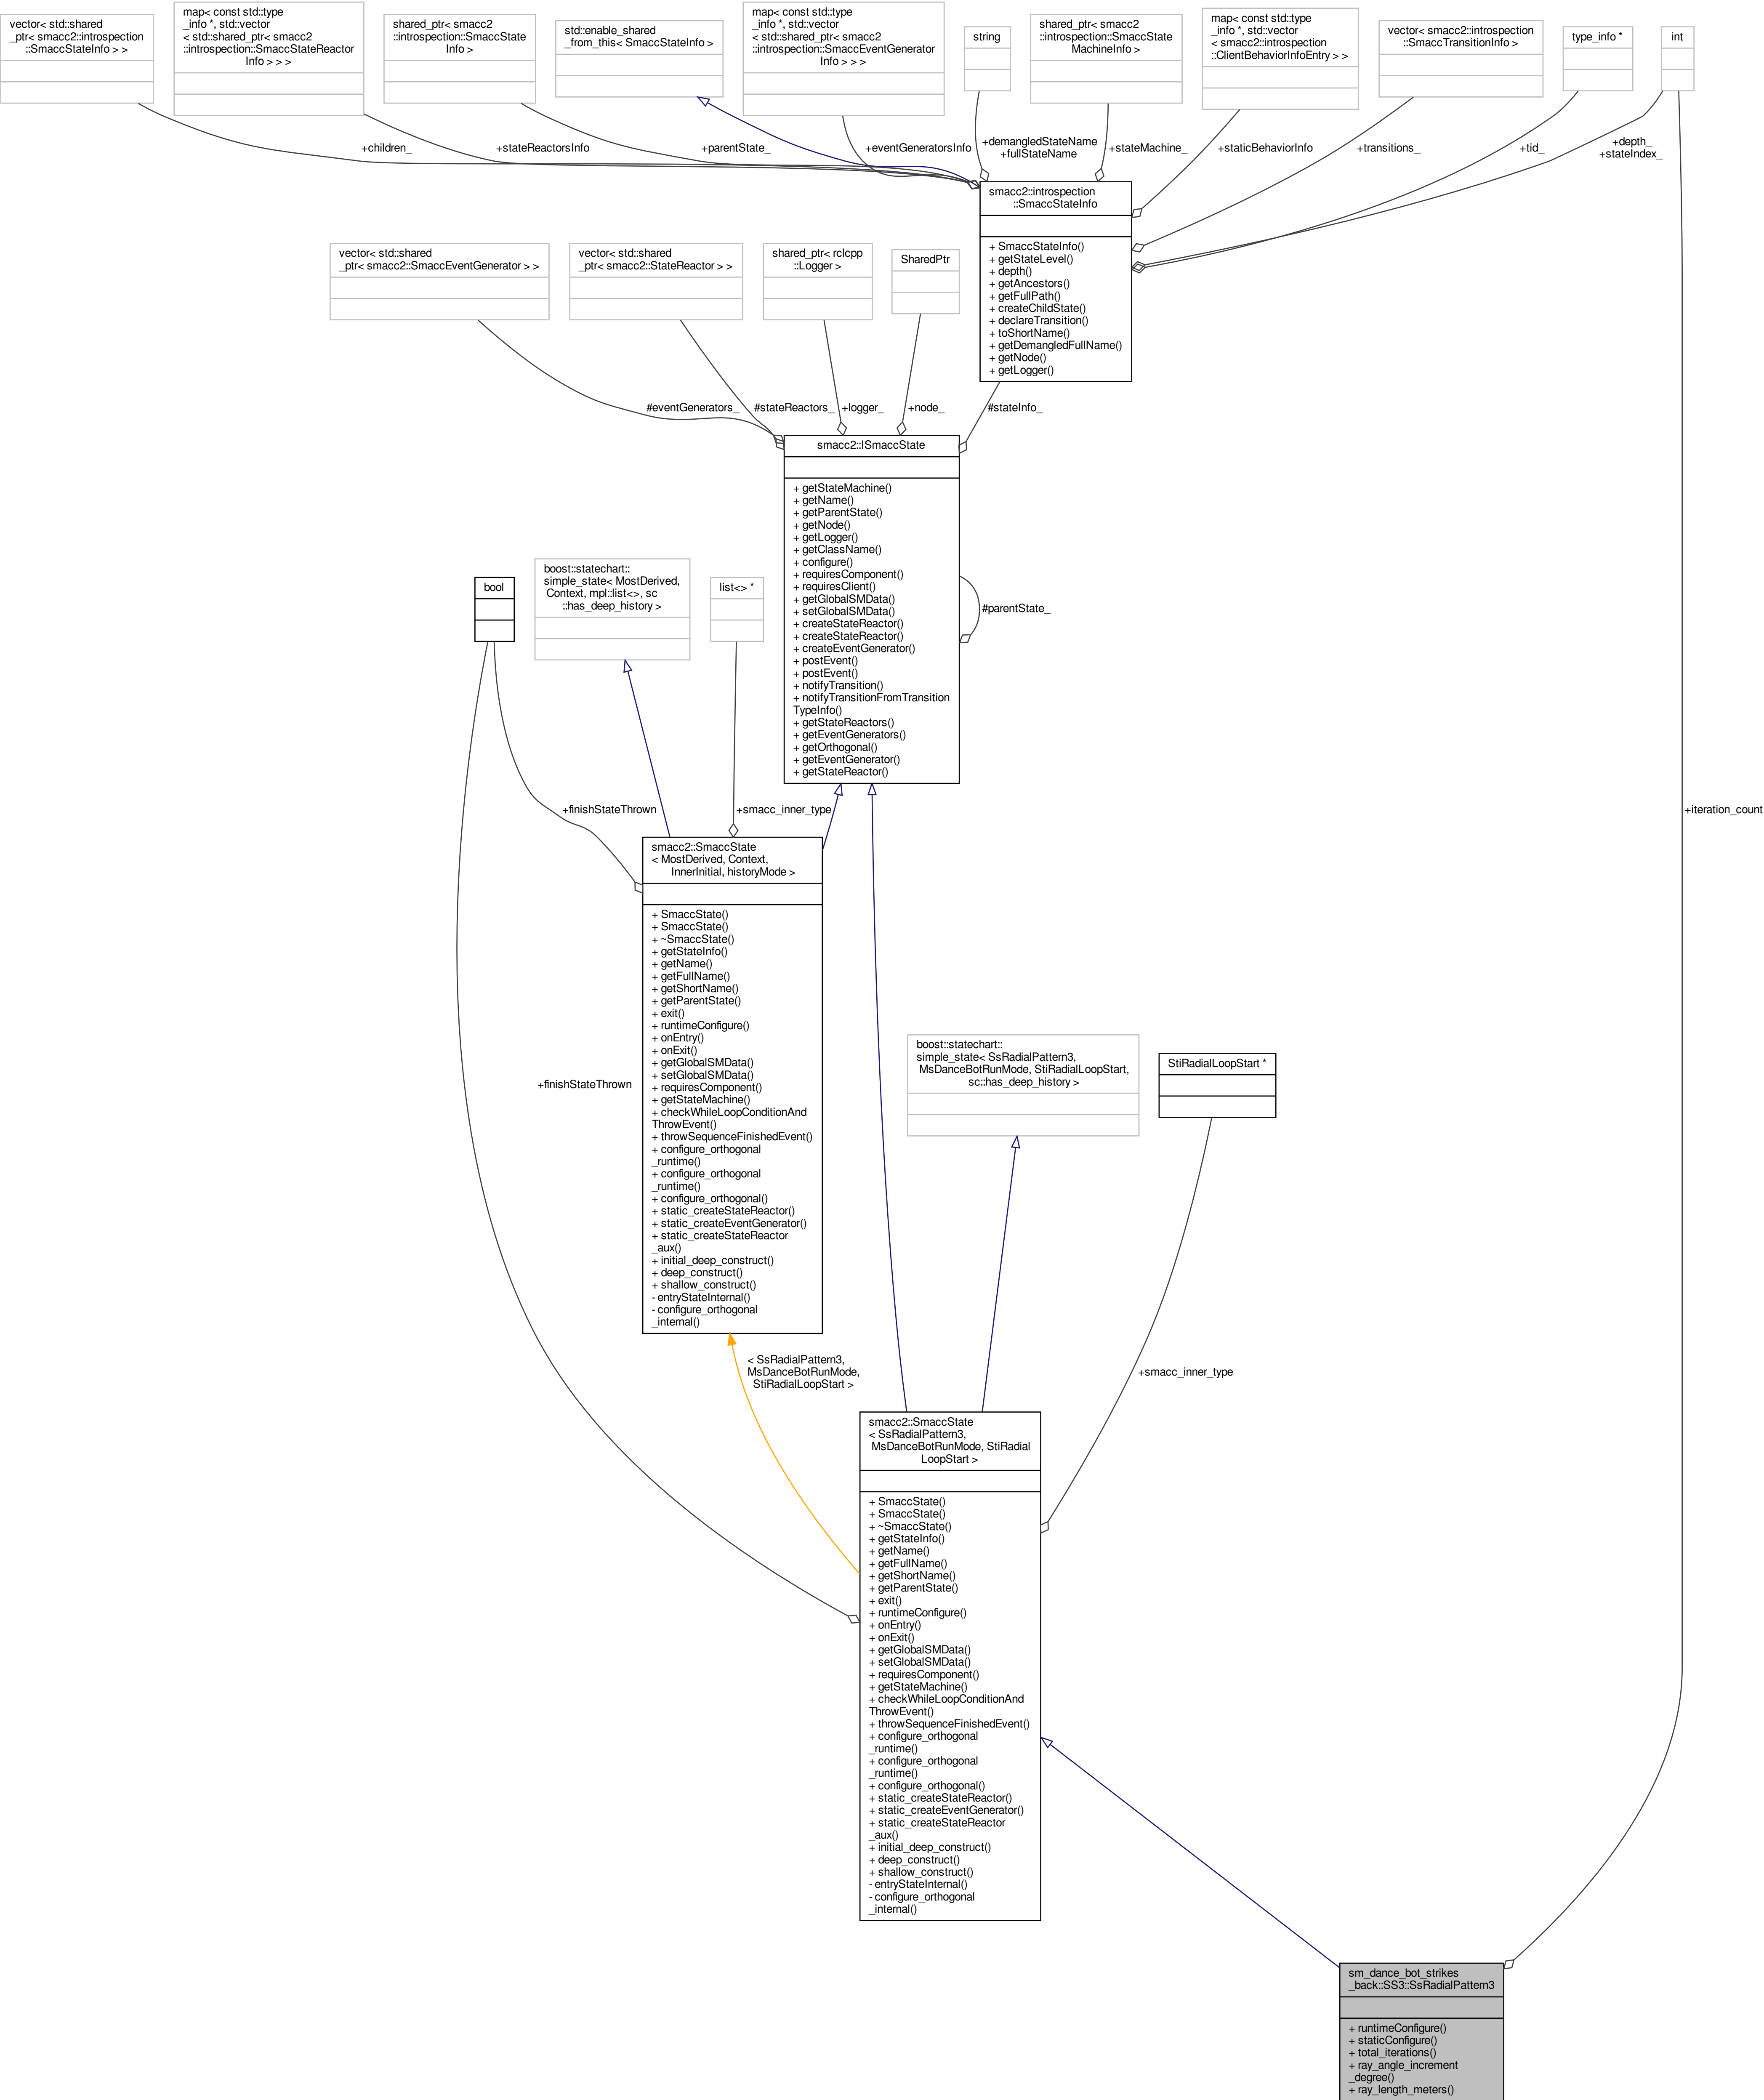 vector< std::shared
_ptr< smacc2::introspection
::SmaccStateInfo > >
map< const std::type
_info *, std::vector
< std::shared_ptr< smacc2
::introspection::SmaccStateReactor
Info > > >
shared_ptr< smacc2
::introspection::SmaccState
Info >
std::enable_shared
_from_this< SmaccStateInfo >
map< const std::type
_info *, std::vector
< std::shared_ptr< smacc2
::introspection::SmaccEventGenerator
Info > > >
string
shared_ptr< smacc2
::introspection::SmaccState
MachineInfo >
map< const std::type
_info *, std::vector
< smacc2::introspection
::ClientBehaviorInfoEntry > >
vector< smacc2::introspection
::SmaccTransitionInfo >
type_info *
int
+children_
+stateReactorsInfo
+parentState_
+eventGeneratorsInfo
+demangledStateName
+fullStateName
+stateMachine_
+staticBehaviorInfo
+transitions_
+tid_
+depth_
+stateIndex_
smacc2::introspection
::SmaccStateInfo
+ SmaccStateInfo()
+ getStateLevel()
+ depth()
+ getAncestors()
+ getFullPath()
+ createChildState()
+ declareTransition()
+ toShortName()
+ getDemangledFullName()
+ getNode()
+ getLogger()
vector< std::shared
_ptr< smacc2::SmaccEventGenerator > >
vector< std::shared
_ptr< smacc2::StateReactor > >
shared_ptr< rclcpp
::Logger >
SharedPtr
#eventGenerators_
#stateReactors_
+logger_
+node_
#stateInfo_
smacc2::ISmaccState
+ getStateMachine()
+ getName()
+ getParentState()
+ getNode()
+ getLogger()
+ getClassName()
+ configure()
+ requiresComponent()
+ requiresClient()
+ getGlobalSMData()
+ setGlobalSMData()
+ createStateReactor()
+ createStateReactor()
+ createEventGenerator()
+ postEvent()
+ postEvent()
+ notifyTransition()
+ notifyTransitionFromTransition
TypeInfo()
+ getStateReactors()
+ getEventGenerators()
+ getOrthogonal()
+ getEventGenerator()
+ getStateReactor()
#parentState_
bool
boost::statechart::
simple_state< MostDerived,
Context, mpl::list<>, sc
::has_deep_history >
list<> *
+finishStateThrown
+smacc_inner_type
+iteration_count
smacc2::SmaccState
< MostDerived, Context,
InnerInitial, historyMode >
+ SmaccState()
+ SmaccState()
+ ~SmaccState()
+ getStateInfo()
+ getName()
+ getFullName()
+ getShortName()
+ getParentState()
+ exit()
+ runtimeConfigure()
+ onEntry()
+ onExit()
+ getGlobalSMData()
+ setGlobalSMData()
+ requiresComponent()
+ getStateMachine()
+ checkWhileLoopConditionAnd
ThrowEvent()
+ throwSequenceFinishedEvent()
+ configure_orthogonal
_runtime()
+ configure_orthogonal
_runtime()
+ configure_orthogonal()
+ static_createStateReactor()
+ static_createEventGenerator()
+ static_createStateReactor
_aux()
+ initial_deep_construct()
+ deep_construct()
+ shallow_construct()
- entryStateInternal()
- configure_orthogonal
_internal()
+finishStateThrown
boost::statechart::
simple_state< SsRadialPattern3,
MsDanceBotRunMode, StiRadialLoopStart,
sc::has_deep_history >
StiRadialLoopStart *
< SsRadialPattern3,
MsDanceBotRunMode,
StiRadialLoopStart >
+smacc_inner_type
smacc2::SmaccState
< SsRadialPattern3,
MsDanceBotRunMode, StiRadial
LoopStart >
+ SmaccState()
+ SmaccState()
+ ~SmaccState()
+ getStateInfo()
+ getName()
+ getFullName()
+ getShortName()
+ getParentState()
+ exit()
+ runtimeConfigure()
+ onEntry()
+ onExit()
+ getGlobalSMData()
+ setGlobalSMData()
+ requiresComponent()
+ getStateMachine()
+ checkWhileLoopConditionAnd
ThrowEvent()
+ throwSequenceFinishedEvent()
+ configure_orthogonal
_runtime()
+ configure_orthogonal
_runtime()
+ configure_orthogonal()
+ static_createStateReactor()
+ static_createEventGenerator()
+ static_createStateReactor
_aux()
+ initial_deep_construct()
+ deep_construct()
+ shallow_construct()
- entryStateInternal()
- configure_orthogonal
_internal()
sm_dance_bot_strikes
_back::SS3::SsRadialPattern3
+ runtimeConfigure()
+ staticConfigure()
+ total_iterations()
+ ray_angle_increment
_degree()
+ ray_length_meters()